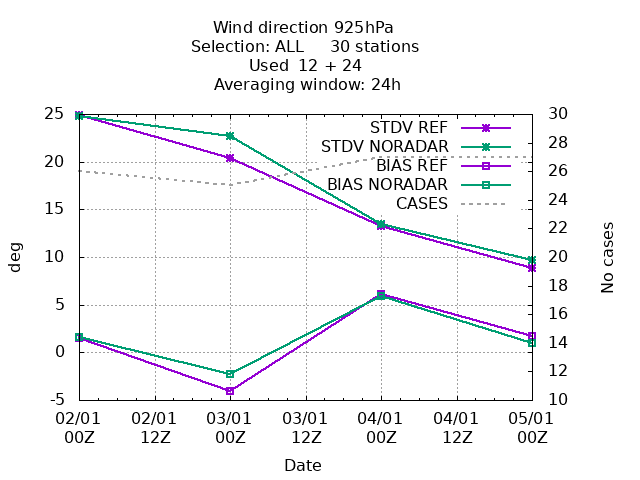 Wind direction 925hPa
Selection: ALL 30 stations
Used 12 + 24
Averaging window: 24h
25
20
15
10
5
0
-5
deg
30
28
26
24
22
20
18
16
14
12
10
No cases
STDV REF
STDV NORADAR
BIAS REF
BIAS NORADAR
CASES
02/01 02/01 03/01 03/01 04/01 04/01 05/01
00Z 12Z 00Z 12Z 00Z 12Z 00Z
Date